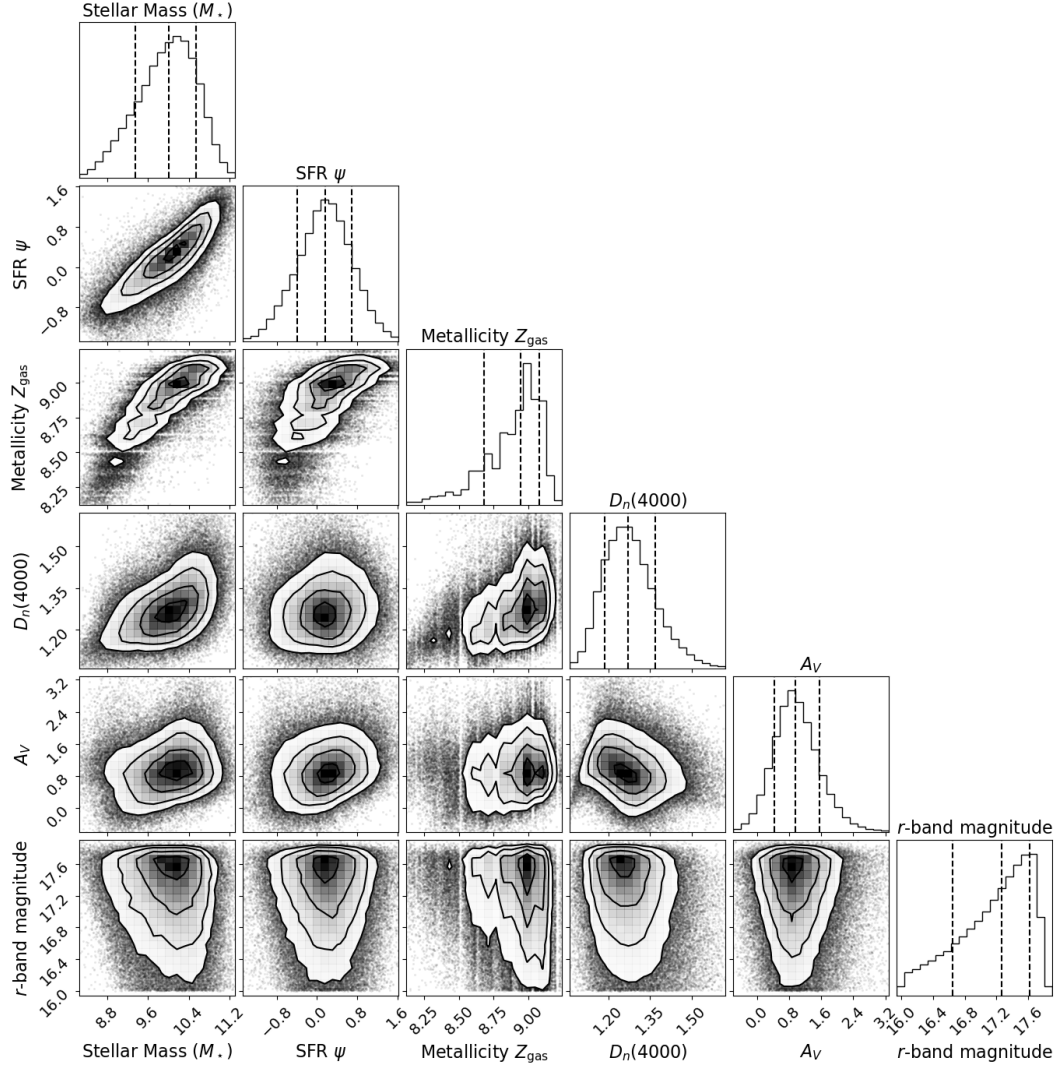 Stellar Mass (M⋆)
SFR ψ
1.6
0.8
0.0
−0.8
SFR ψ
Metallicity Z_gas
9.00
8.75
8.50
8.25
Metallicity Z_gas
D_n(4000)
1.50
1.35
1.20
D_n(4000)
A_V
3.2
2.4
1.6
0.8
0.0
A_V
r-band magnitude
17.6
17.2
16.8
16.4
16.0
r-band magnitude
8.8 9.6 10.4 11.2 −0.8 0.0 0.8 1.6 8.25 8.50 8.75 9.00 1.20 1.35 1.50 0.0 0.8 1.6 2.4 3.2 16.0 16.4 16.8 17.2 17.6
Stellar Mass (M⋆) SFR ψ Metallicity Z_gas D_n(4000) A_V r-band magnitude